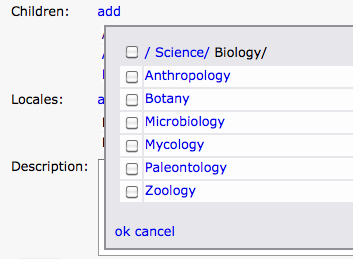 Children: add
/ Science/ Biology/
Anthropology
Botany
Locales:
Microbiology
Mycology
Description: Paleontology
Zoology
ok cancel